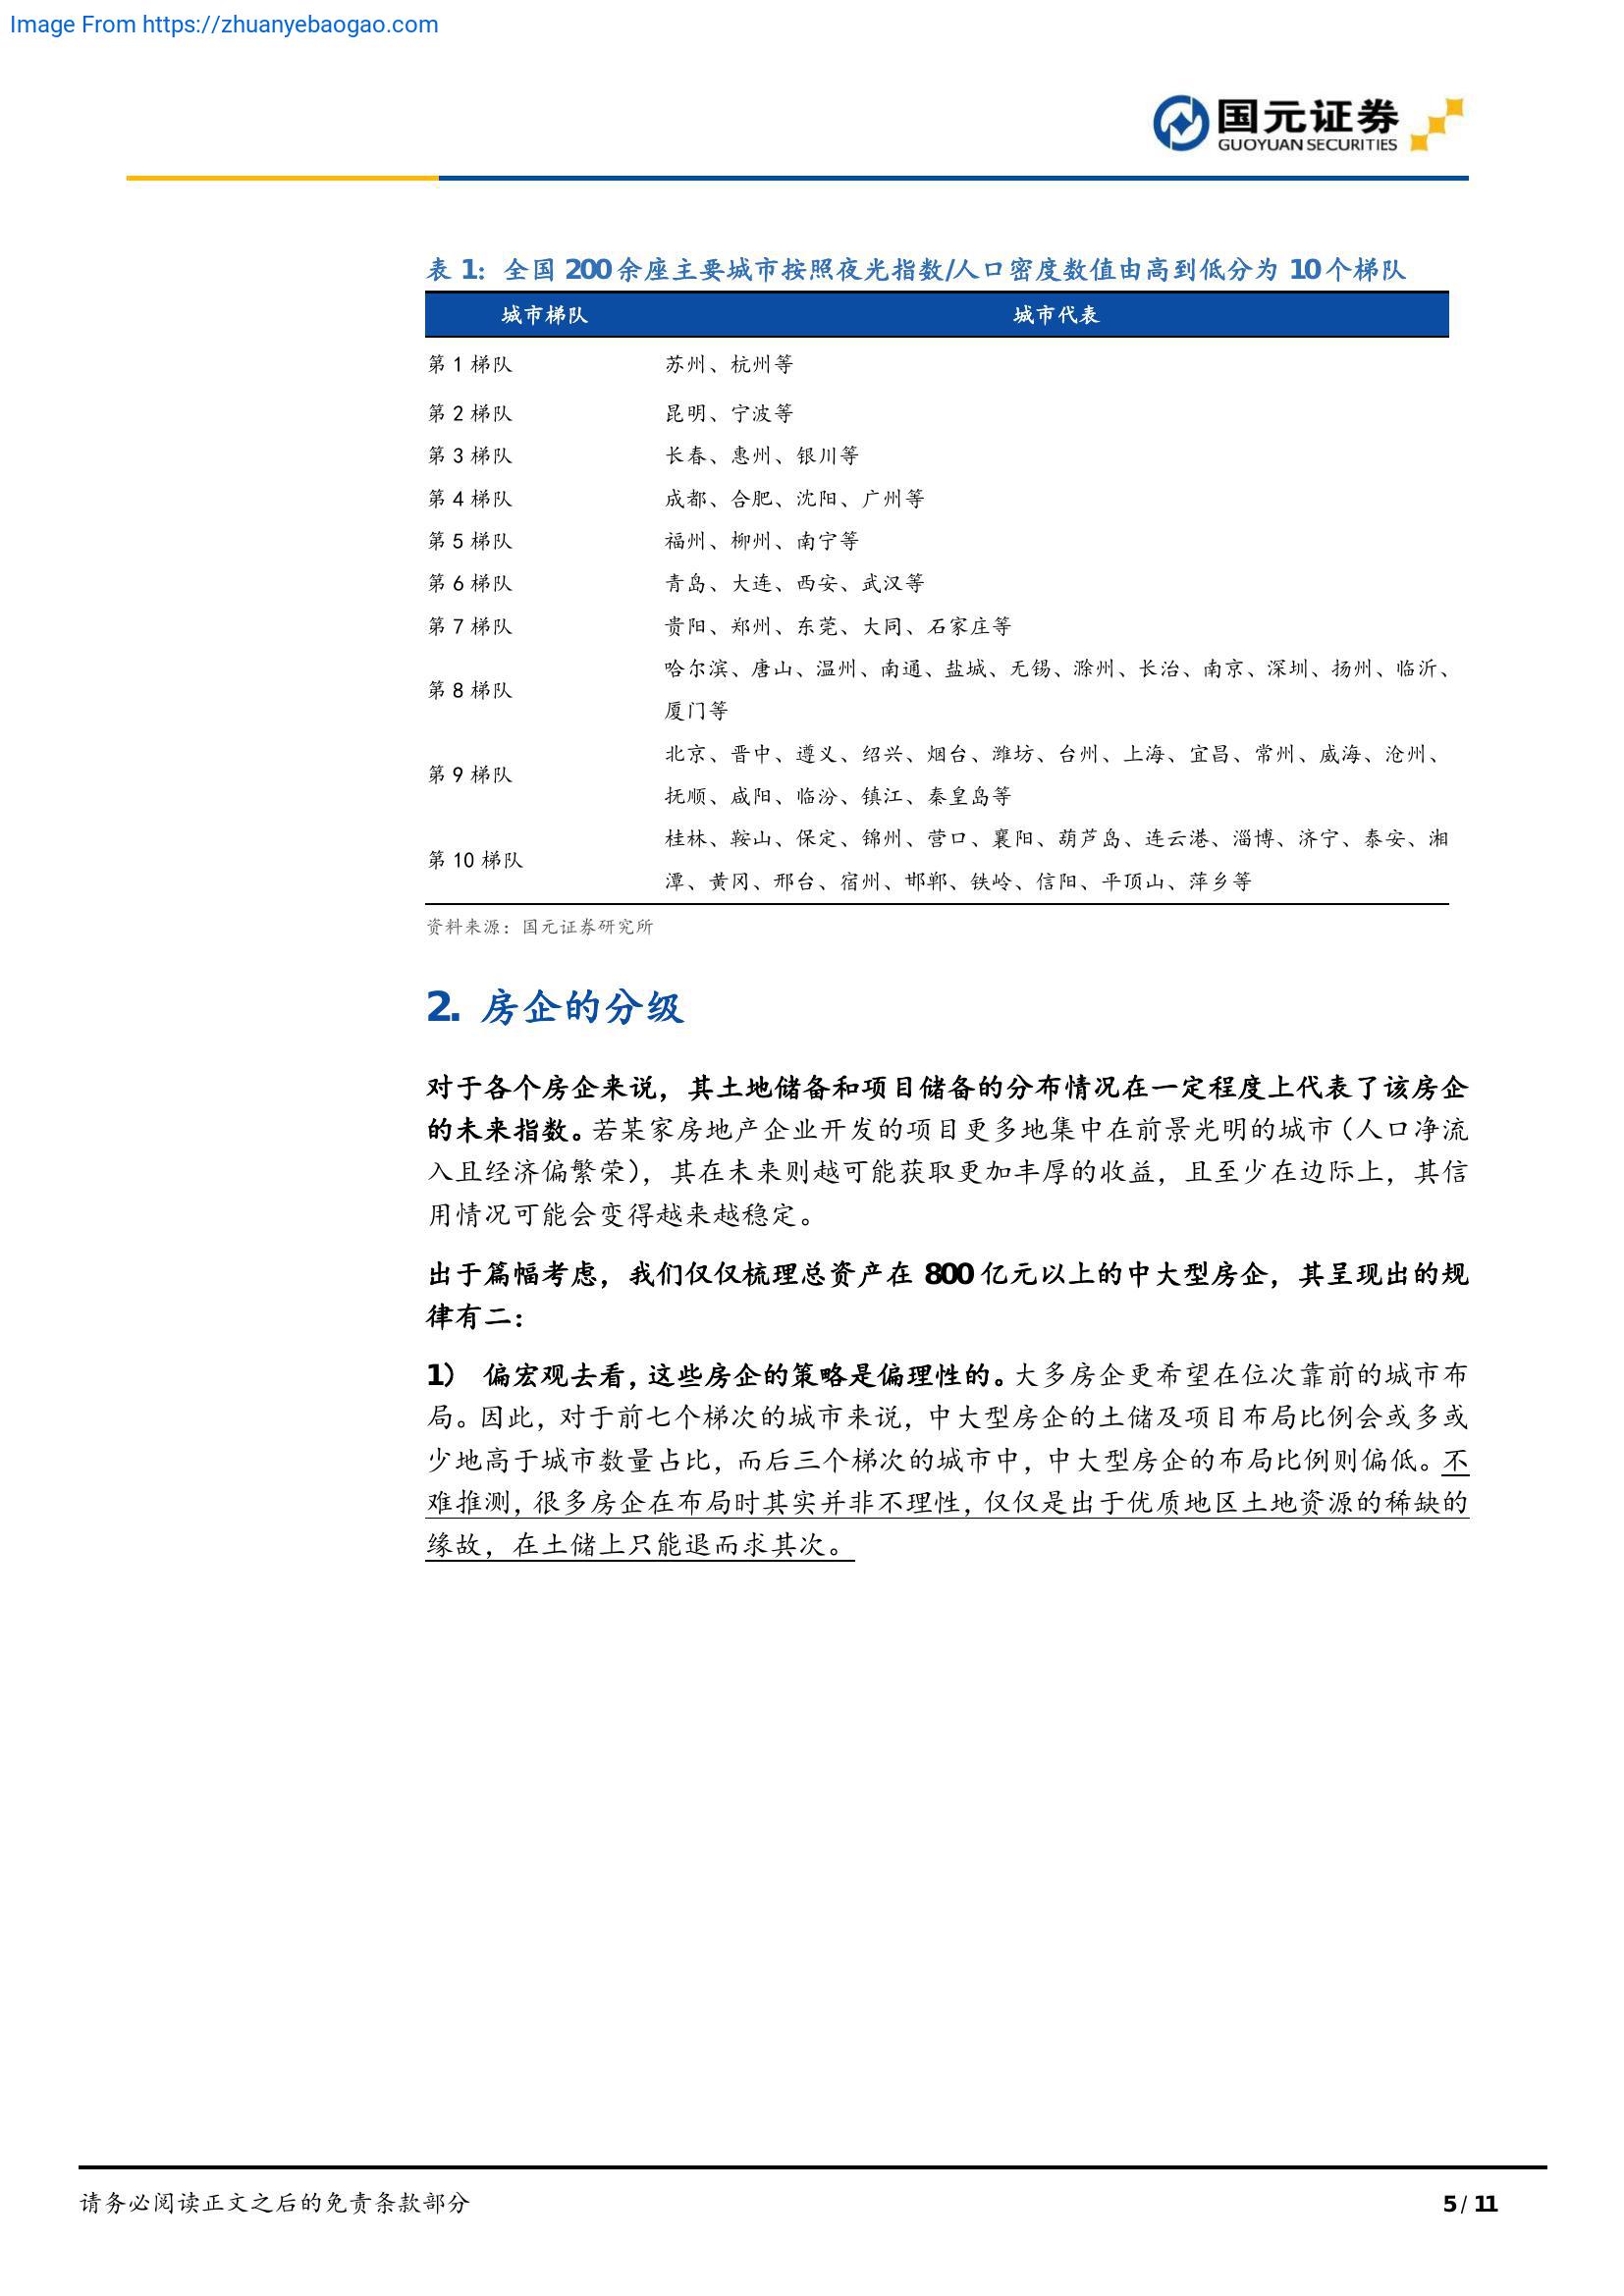 Image From https://zhuanyebaogao.com
国元证券
GUOYUAN SECURITIES
表 1：全国 200 余座主要城市按照夜光指数/人口密度数值由高到低分为 10 个梯队
城市梯队 城市代表
第 1 梯队 苏州、杭州等
第 2 梯队 昆明、宁波等
第 3 梯队 长春、惠州、银川等
第 4 梯队 成都、合肥、沈阳、广州等
第 5 梯队 福州、柳州、南宁等
第 6 梯队 青岛、大连、西安、武汉等
第 7 梯队 贵阳、郑州、东莞、大同、石家庄等
第 8 梯队 哈尔滨、唐山、温州、南通、盐城、无锡、滁州、长治、南京、深圳、扬州、临沂、
厦门等
第 9 梯队 北京、晋中、遵义、绍兴、烟台、潍坊、台州、上海、宜昌、常州、威海、沧州、
抚顺、咸阳、临汾、镇江、秦皇岛等
第 10 梯队 桂林、鞍山、保定、锦州、营口、襄阳、葫芦岛、连云港、淄博、济宁、泰安、湘
潭、黄冈、邢台、宿州、邯郸、铁岭、信阳、平顶山、萍乡等
资料来源：国元证券研究所
2. 房企的分级
对于各个房企来说，其土地储备和项目储备的分布情况在一定程度上代表了该房企
的未来指数。若某家房地产企业开发的项目更多地集中在前景光明的城市（人口净流
入且经济偏繁荣），其在未来则越可能获取更加丰厚的收益，且至少在边际上，其信
用情况可能会变得越来越稳定。
出于篇幅考虑，我们仅仅梳理总资产在 800 亿元以上的中大型房企，其呈现出的规
律有二：
1） 偏宏观去看，这些房企的策略是偏理性的。大多房企更希望在位次靠前的城市布
局。因此，对于前七个梯次的城市来说，中大型房企的土储及项目布局比例会或多或
少地高于城市数量占比，而后三个梯次的城市中，中大型房企的布局比例则偏低。不
难推测，很多房企在布局时其实并非不理性，仅仅是出于优质地区土地资源的稀缺的
缘故，在土储上只能退而求其次。
请务必阅读正文之后的免责条款部分 5 / 11